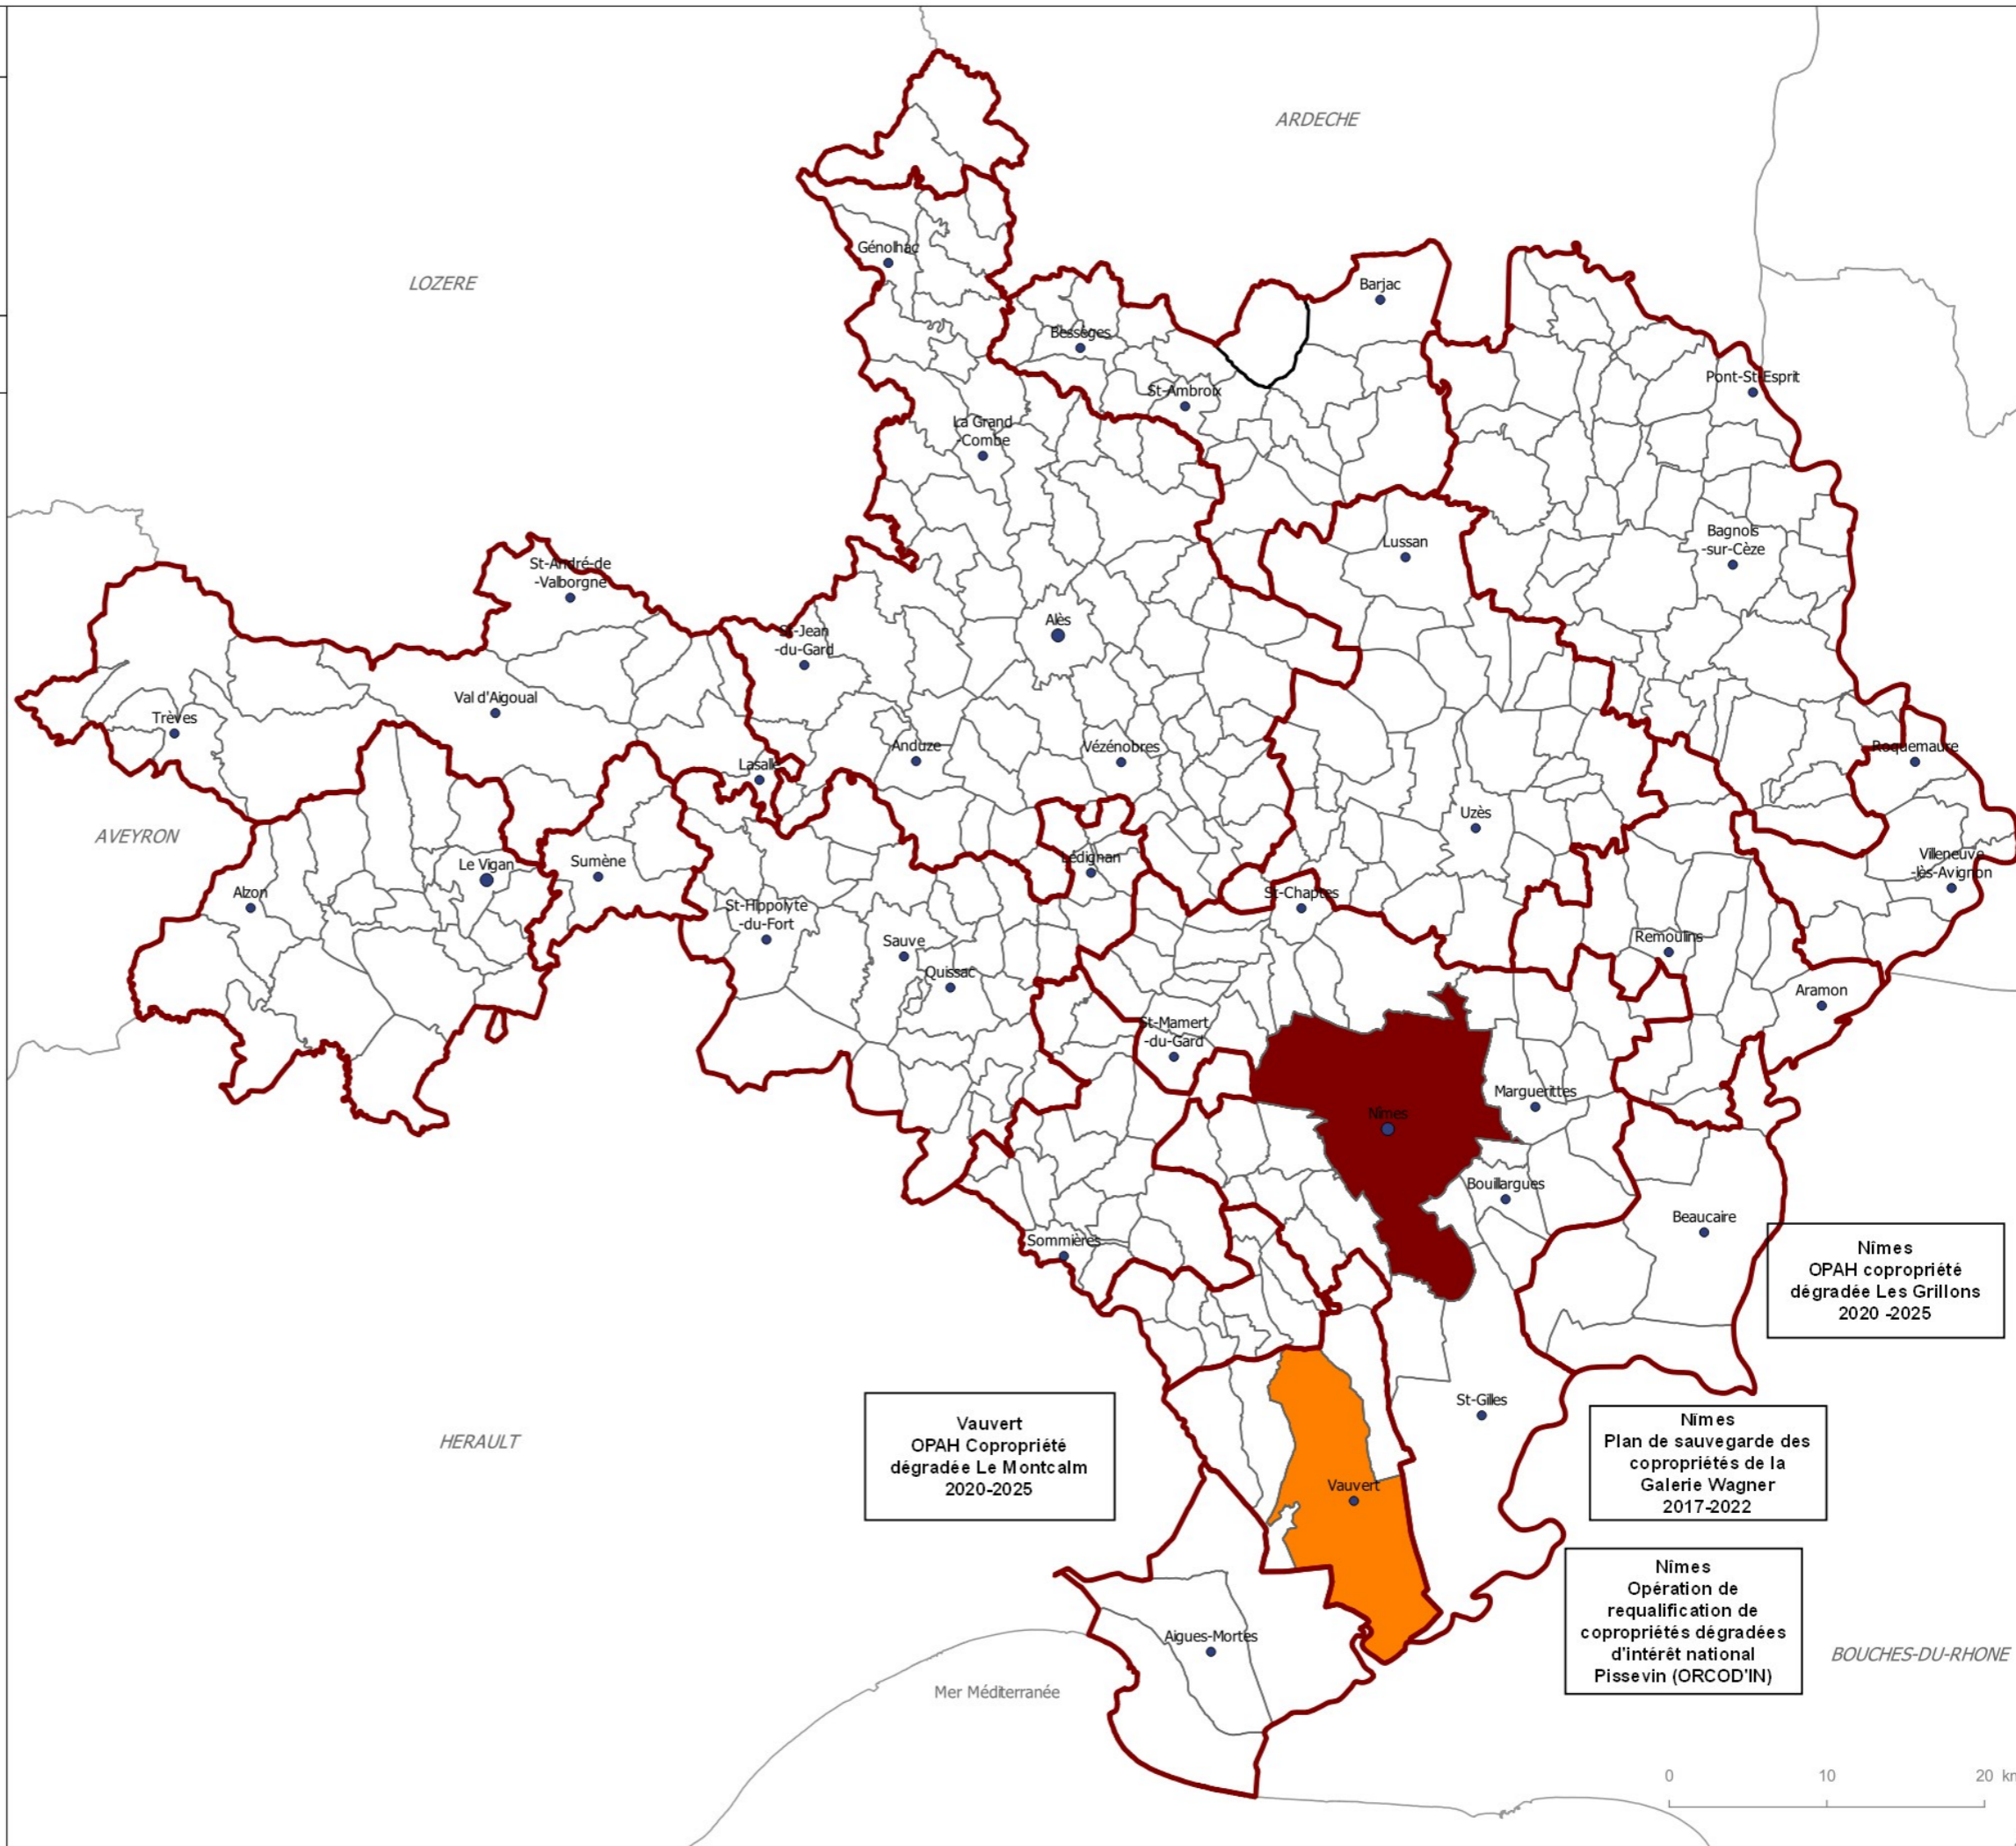 ARDECHE
LOZERE
Génolhac
Barjac
Bessèges
Pont-St-Esprit
St-Ambroix
La Grand
-Combe
Bagnols
-sur-Cèze
Lussan
St-André-de
-Valborgne
Alès
St-Jean
-du-Gard
Val d'Aigoual
Trèves
Anduze
Vézénobres
Roquemaure
Lasalle
Uzès
AVEYRON
Le Vigan
Sumène
Lédignan
Villeneuve
-lès-Avignon
Alzon
St-Chaptes
St-Hippolyte
-du-Fort
Sauve
Remoulins
Quissac
Aramon
St-Mamert
-du-Gard
Marguerittes
Nîmes
Bouillargues
Beaucaire
Sommières
Nîmes
OPAH copropriété
dégradée Les Grillons
2020 -2025
St-Gilles
HERAULT
Vauvert
OPAH Copropriété
dégradée Le Montcalm
2020-2025
Nîmes
Plan de sauvegarde des
copropriétés de la
Galerie Wagner
2017-2022
Vauvert
Nîmes
Opération de
requalification de
copropriétés dégradées
d'intérêt national
Pissevin (ORCOD'IN)
Aigues-Mortes
BOUCHES-DU-RHONE
Mer Méditerranée
0 10 20 km